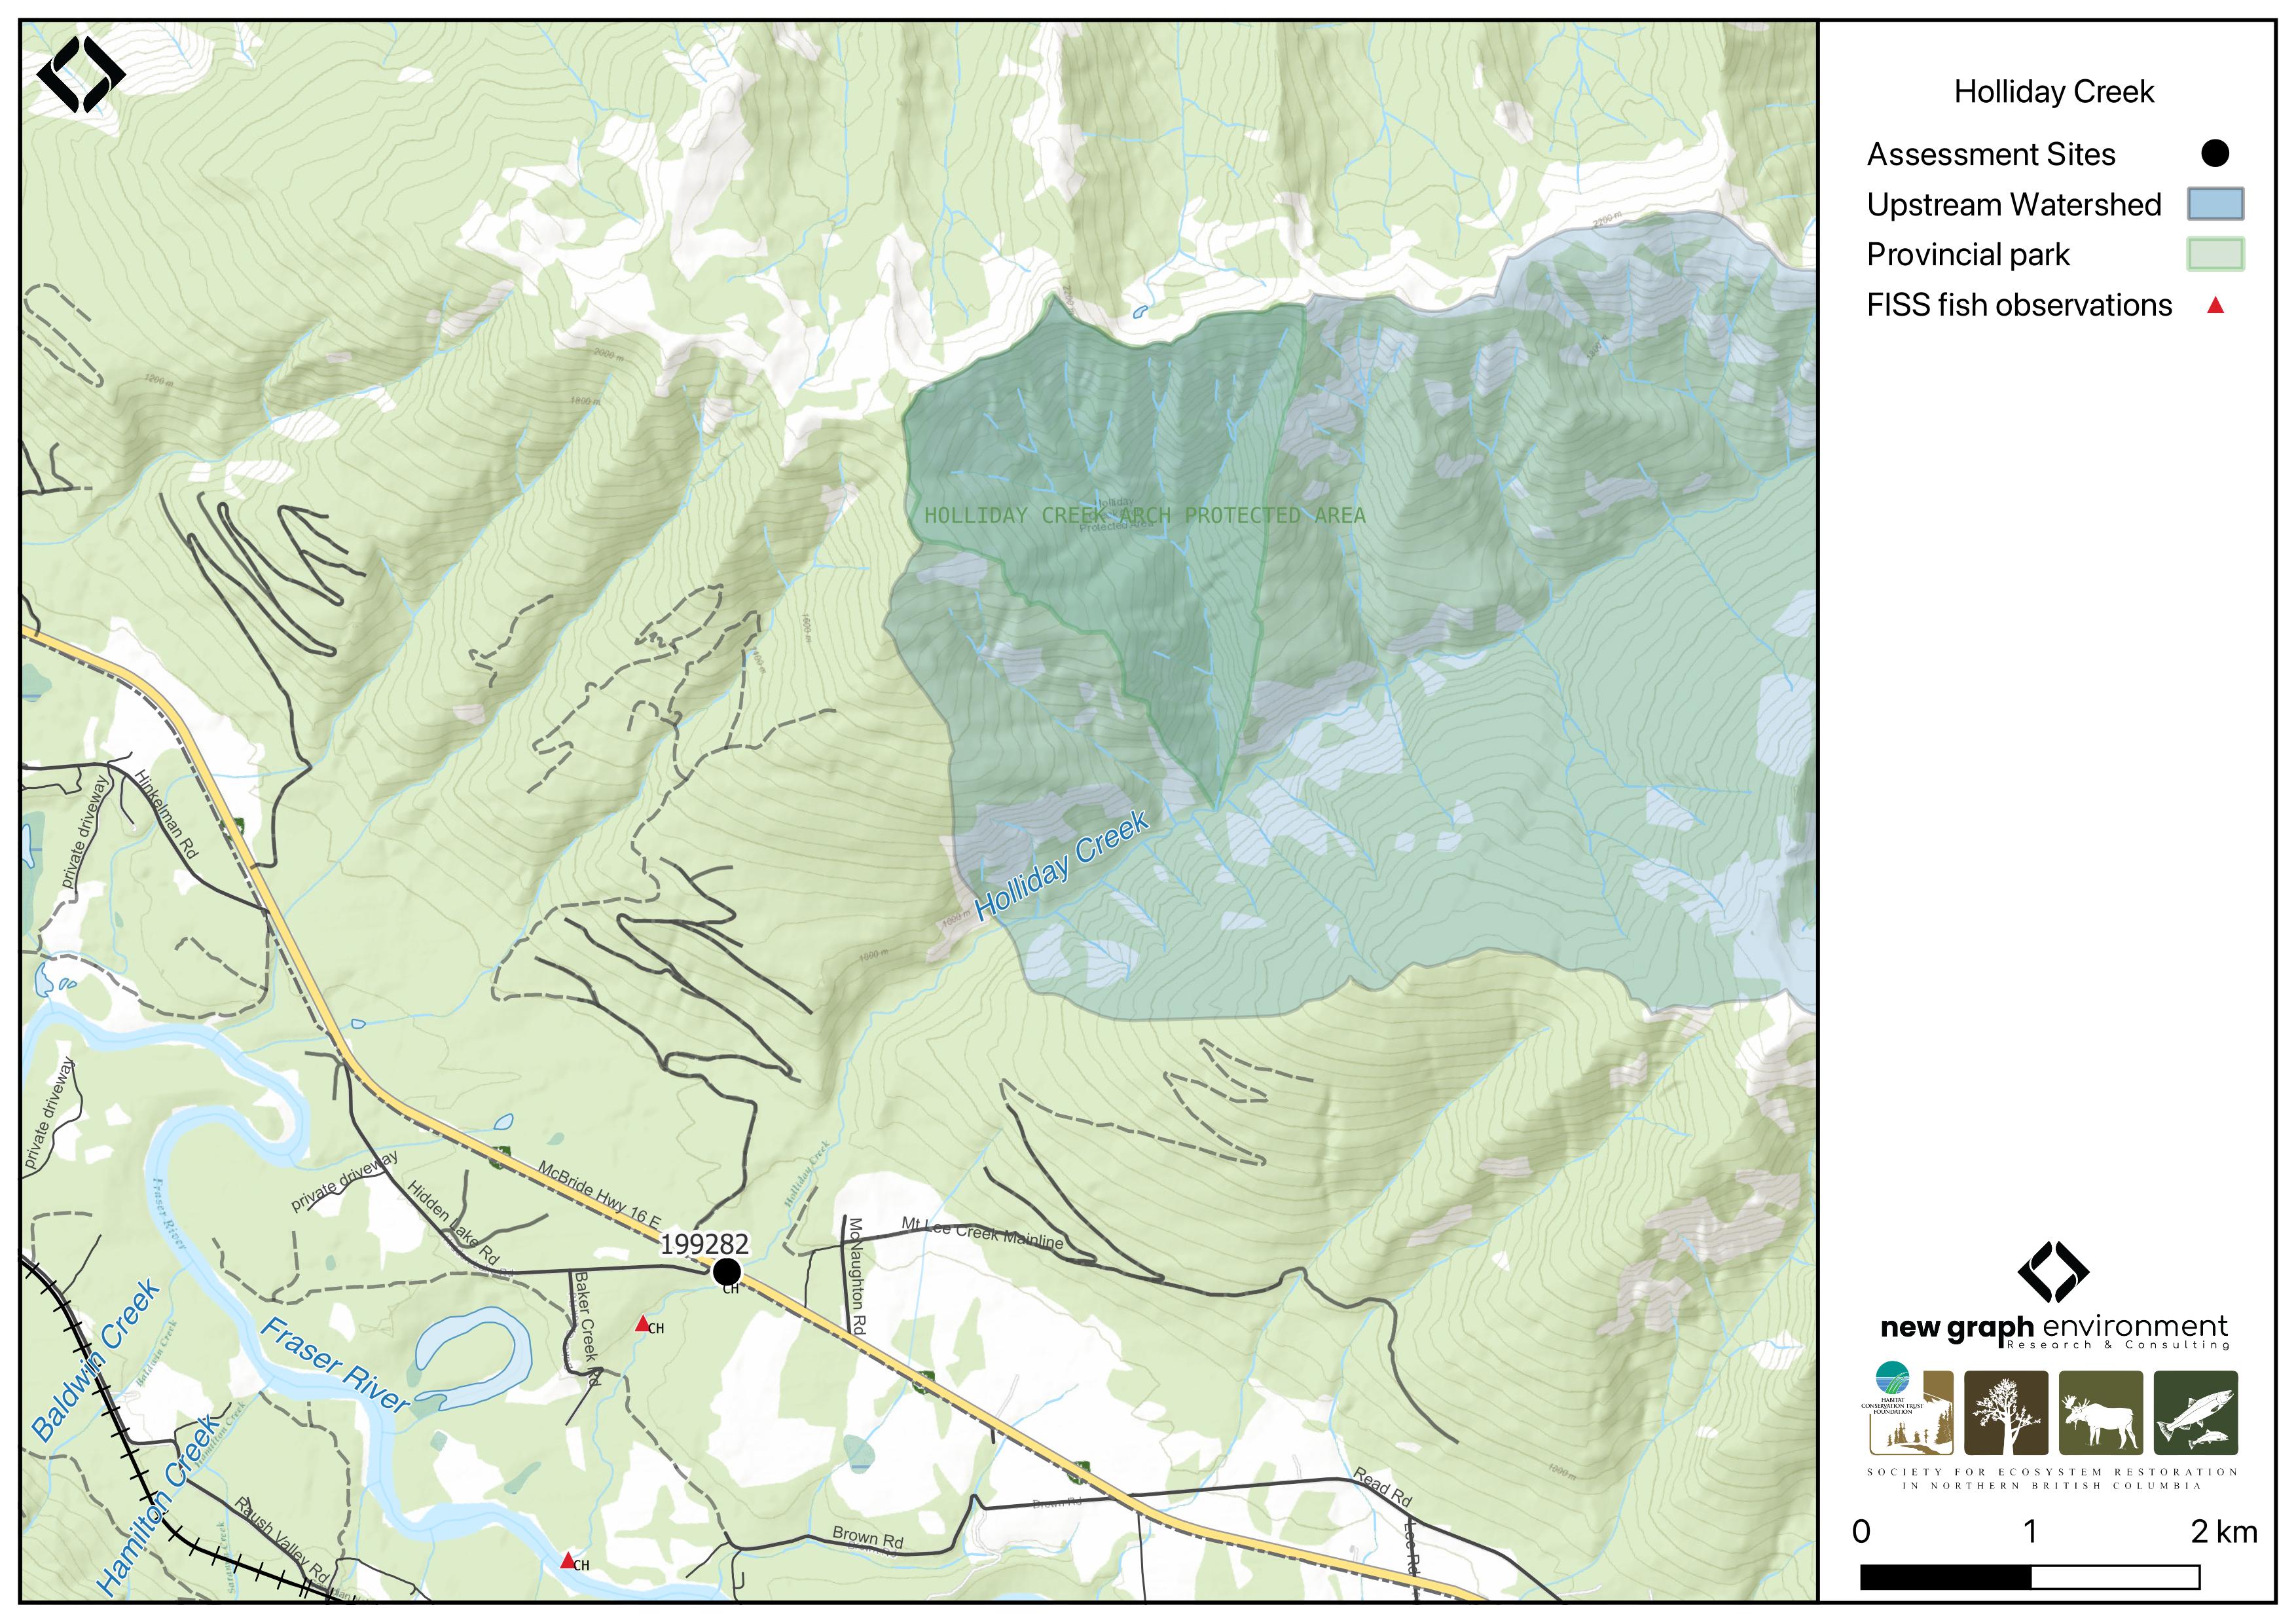 Holliday Creek
Assessment Sites
Upstream Watershed
Provincial park
FISS fish observations
2200 m
2000 m
1200 m
1800 m
HOLLIDAY CREEK ARCH PROTECTED AREA
Holliday
Protected Area
1600 m
1400 m
Hinkelman Rd
private driveway
Holliday Creek
1000 m
1000 m
private driveway
private driveway
Fraser River
McBride Hwy 16 E
Hidden Lake Rd
Holliday Creek
199282
CH
Mt Lee Creek Mainline
McNaughton Rd
Baker Creek Rd
CH
Baldwin Creek
Baldwin Creek
Fraser River
Hamilton Creek
Hamilton Creek
Raush Valley Rd
CH
Brown Rd
Brown Rd
Read Rd
Lee Rd
1000 m
new graph environment
Research & Consulting
HABITAT
CONSERVATION TRUST
FOUNDATION
SOCIETY FOR ECOSYSTEM RESTORATION
IN NORTHERN BRITISH COLUMBIA
0 1 2 km